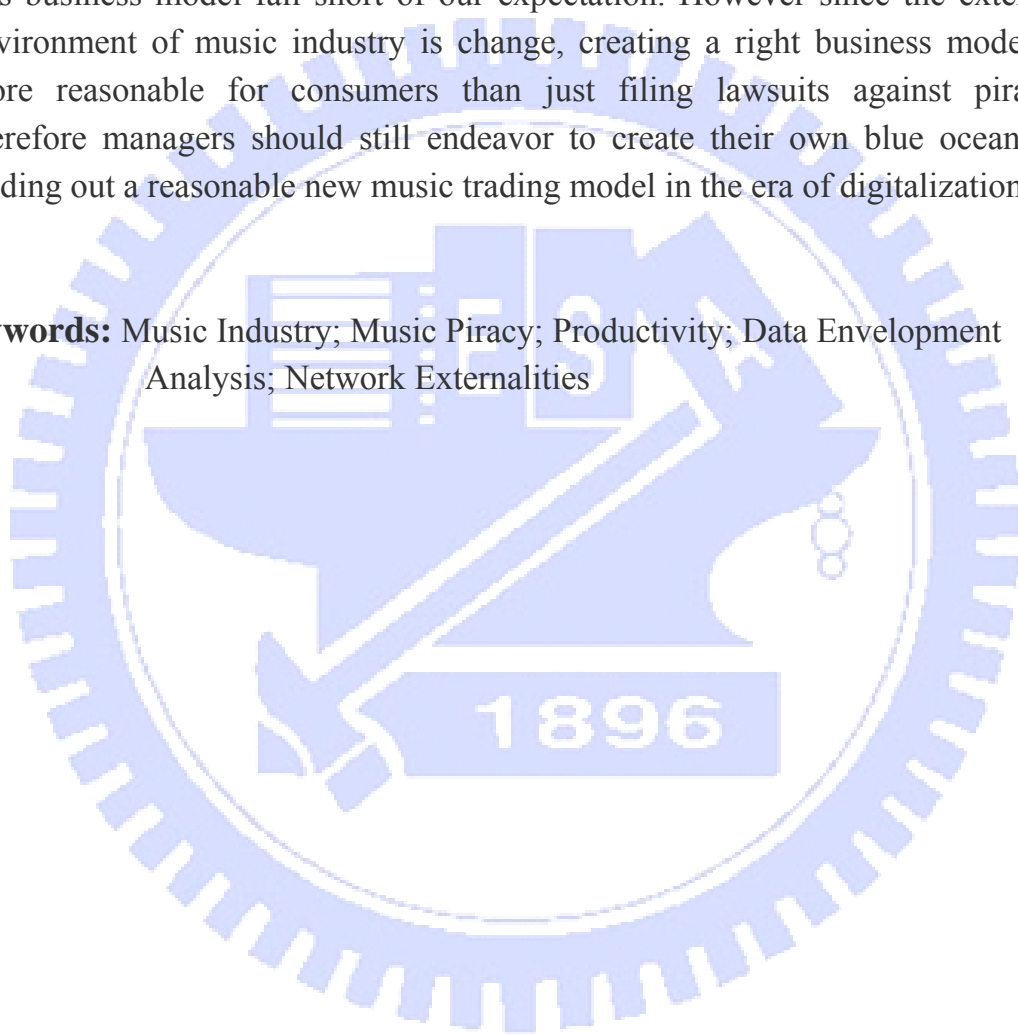 s business model fall short of our expectation. However since the exter
vironment of music industry is change, creating a right business mode
ore reasonable for consumers than just filing lawsuits against pira
erefore managers should still endeavor to create their own blue ocean
ding out a reasonable new music trading model in the era of digitalization
ywords: Music Industry; Music Piracy; Productivity; Data Envelopment
Analysis; Network Externalities
E S A
1896